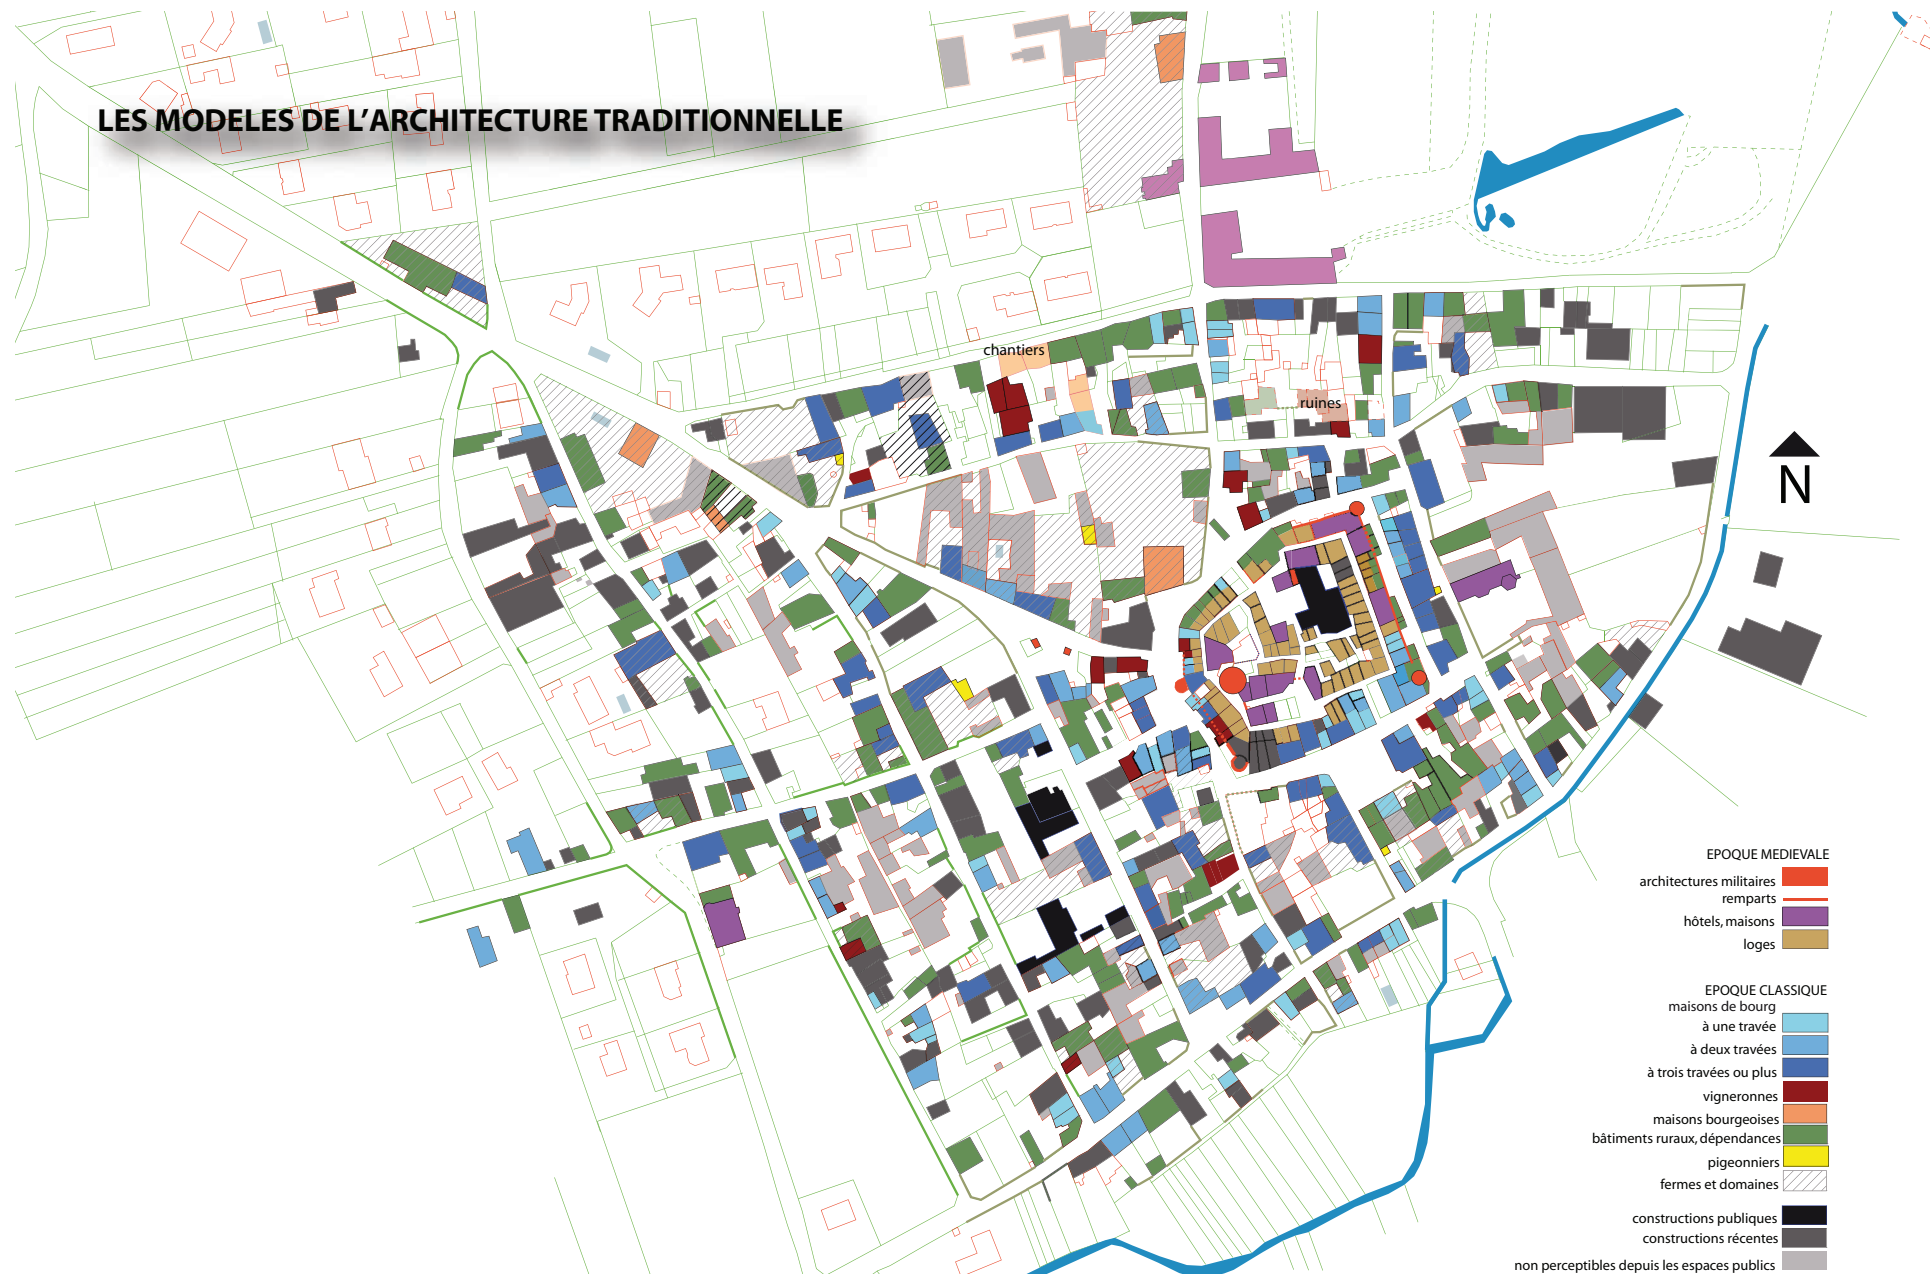 LES MODELES DE L’ARCHITECTURE TRADITIONNELLE
chantiers
ruines
N
EPOQUE MEDIEVALE
architectures militaires
remparts
hôtels, maisons
loges
EPOQUE CLASSIQUE
maisons de bourg
à une travée
à deux travées
à trois travées ou plus
vigneronnes
maisons bourgeoises
bâtiments ruraux, dépendances
pigeonniers
fermes et domaines
constructions publiques
constructions récentes
non perceptibles depuis les espaces publics